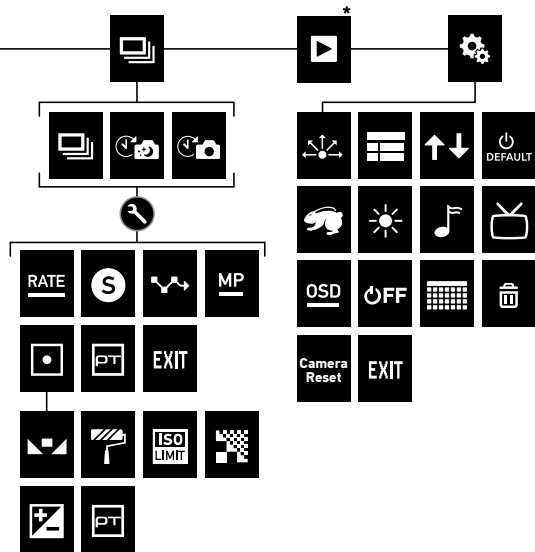 *
DEFAULT
RATE
S
MP
OSD
OFF
PT
EXIT
Camera
Reset
EXIT
ISO
LIMIT
PT